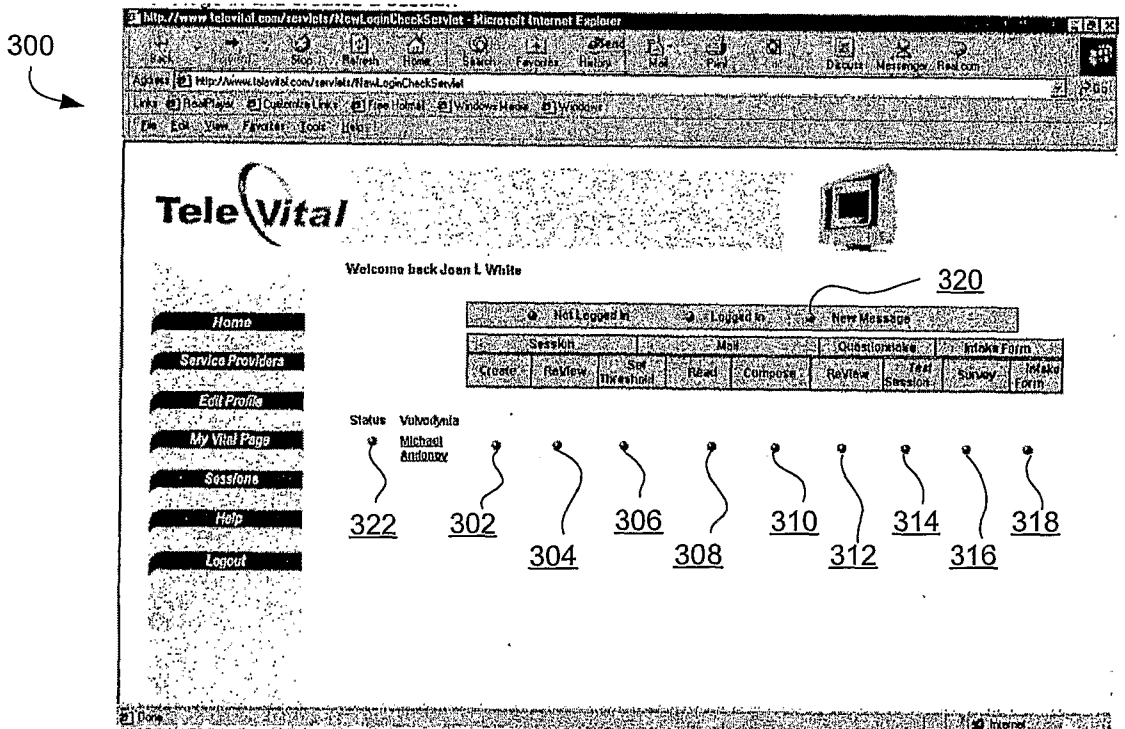 http://www.televital.com/servlets/NewLoginCheckServlet - Microsoft Internet Explorer
300
Back Stop Refresh Home Search Favorites History Mail Print Discuss Messenger Real.com
Address http://www.televital.com/servlets/NewLoginCheckServlet Go
Links RealPlayer Customize Links Free Hotmail Windows Media Windows
File Edit View Favorites Tools Help
TeleVital
Welcome back Joan L White
320
Not Logged In Logged In New Message
Home
Service Providers
Edit Profile
My Vital Page
Sessions
Help
Logout
Session Mail Questionnaire Intake Form
Create ReView Set Threshold Read Compose ReView Test Session Survey Intake Form
Status Vulvodynia
Michael
Andonov
322 302 304 306 308 310 312 314 316 318
Done Internet